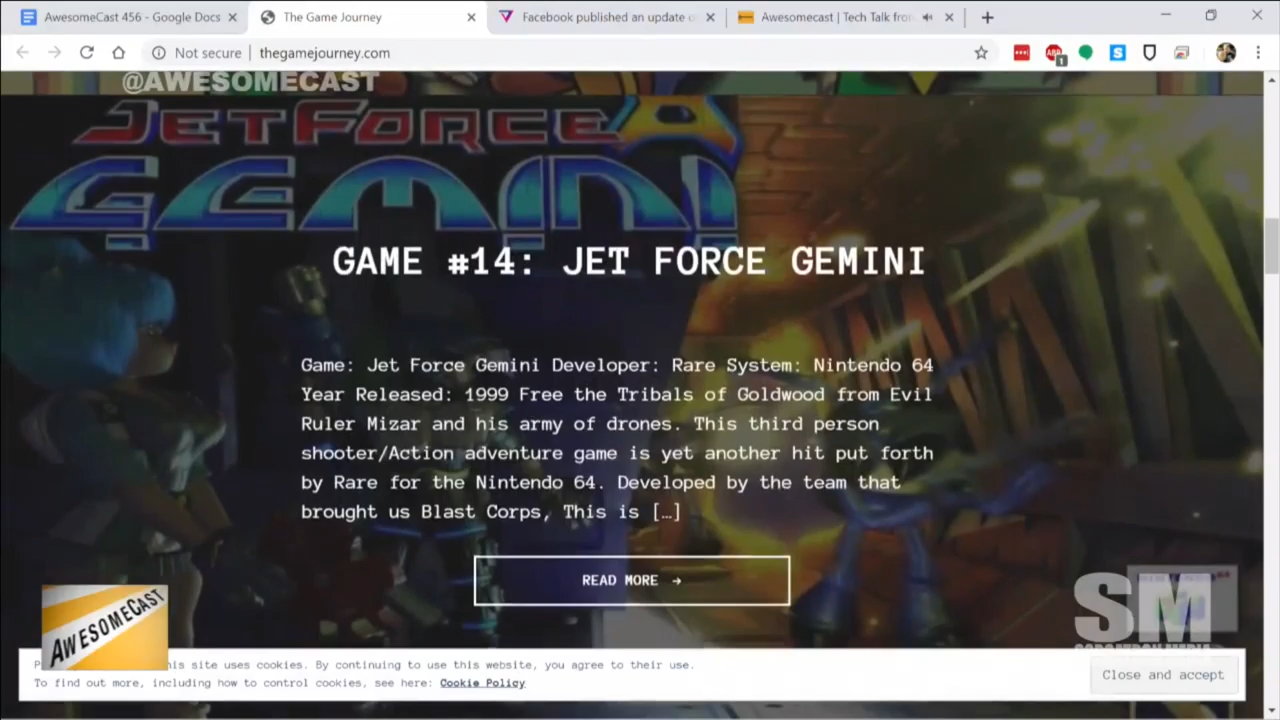 AwesomeCast 456 - Google Docs
The Game Journey
Facebook published an update o
Awesomecast | Tech Talk from
Not secure | thegamejourney.com
ABP
1
S
@AWESOMECAST
JET FORCE
GEMINI
GAME #14: JET FORCE GEMINI
Game: Jet Force Gemini Developer: Rare System: Nintendo 64
Year Released: 1999 Free the Tribals of Goldwood from Evil
Ruler Mizar and his army of drones. This third person
shooter/Action adventure game is yet another hit put forth
by Rare for the Nintendo 64. Developed by the team that
brought us Blast Corps, This is […]
READ MORE →
AWESOMECAST
SM
his site uses cookies. By continuing to use this website, you agree to their use.
To find out more, including how to control cookies, see here: Cookie Policy
Close and accept